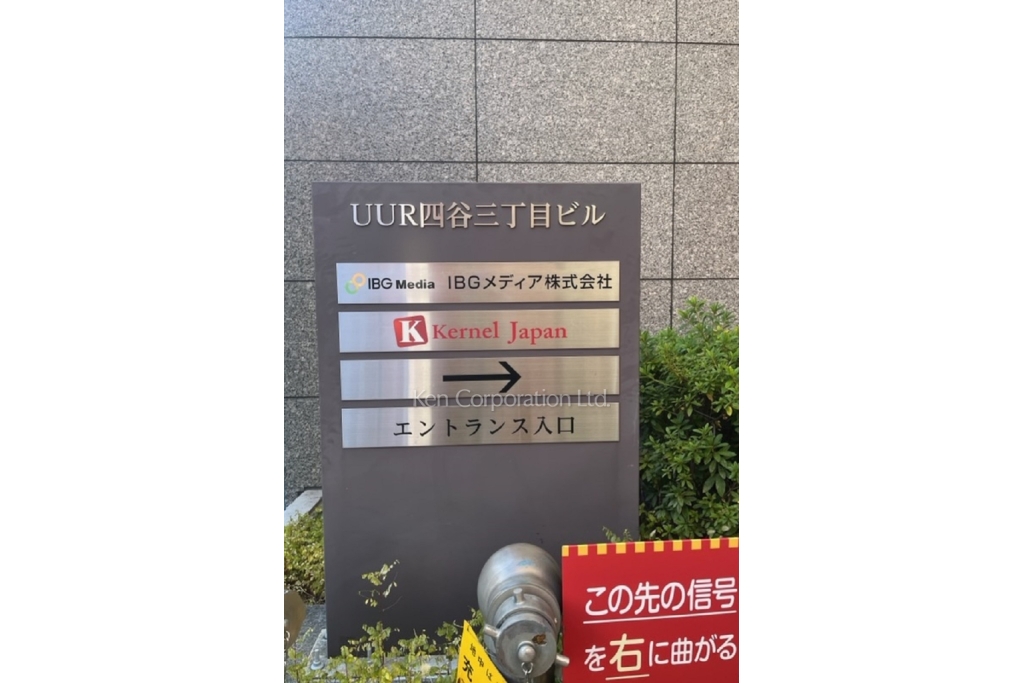 UUR四谷三丁目ビル
IBG Media IBGメディア株式会社
K Kernel Japan
→
Ken Corporation Ltd.
エントランス入口
この先の信号
を右に曲がる